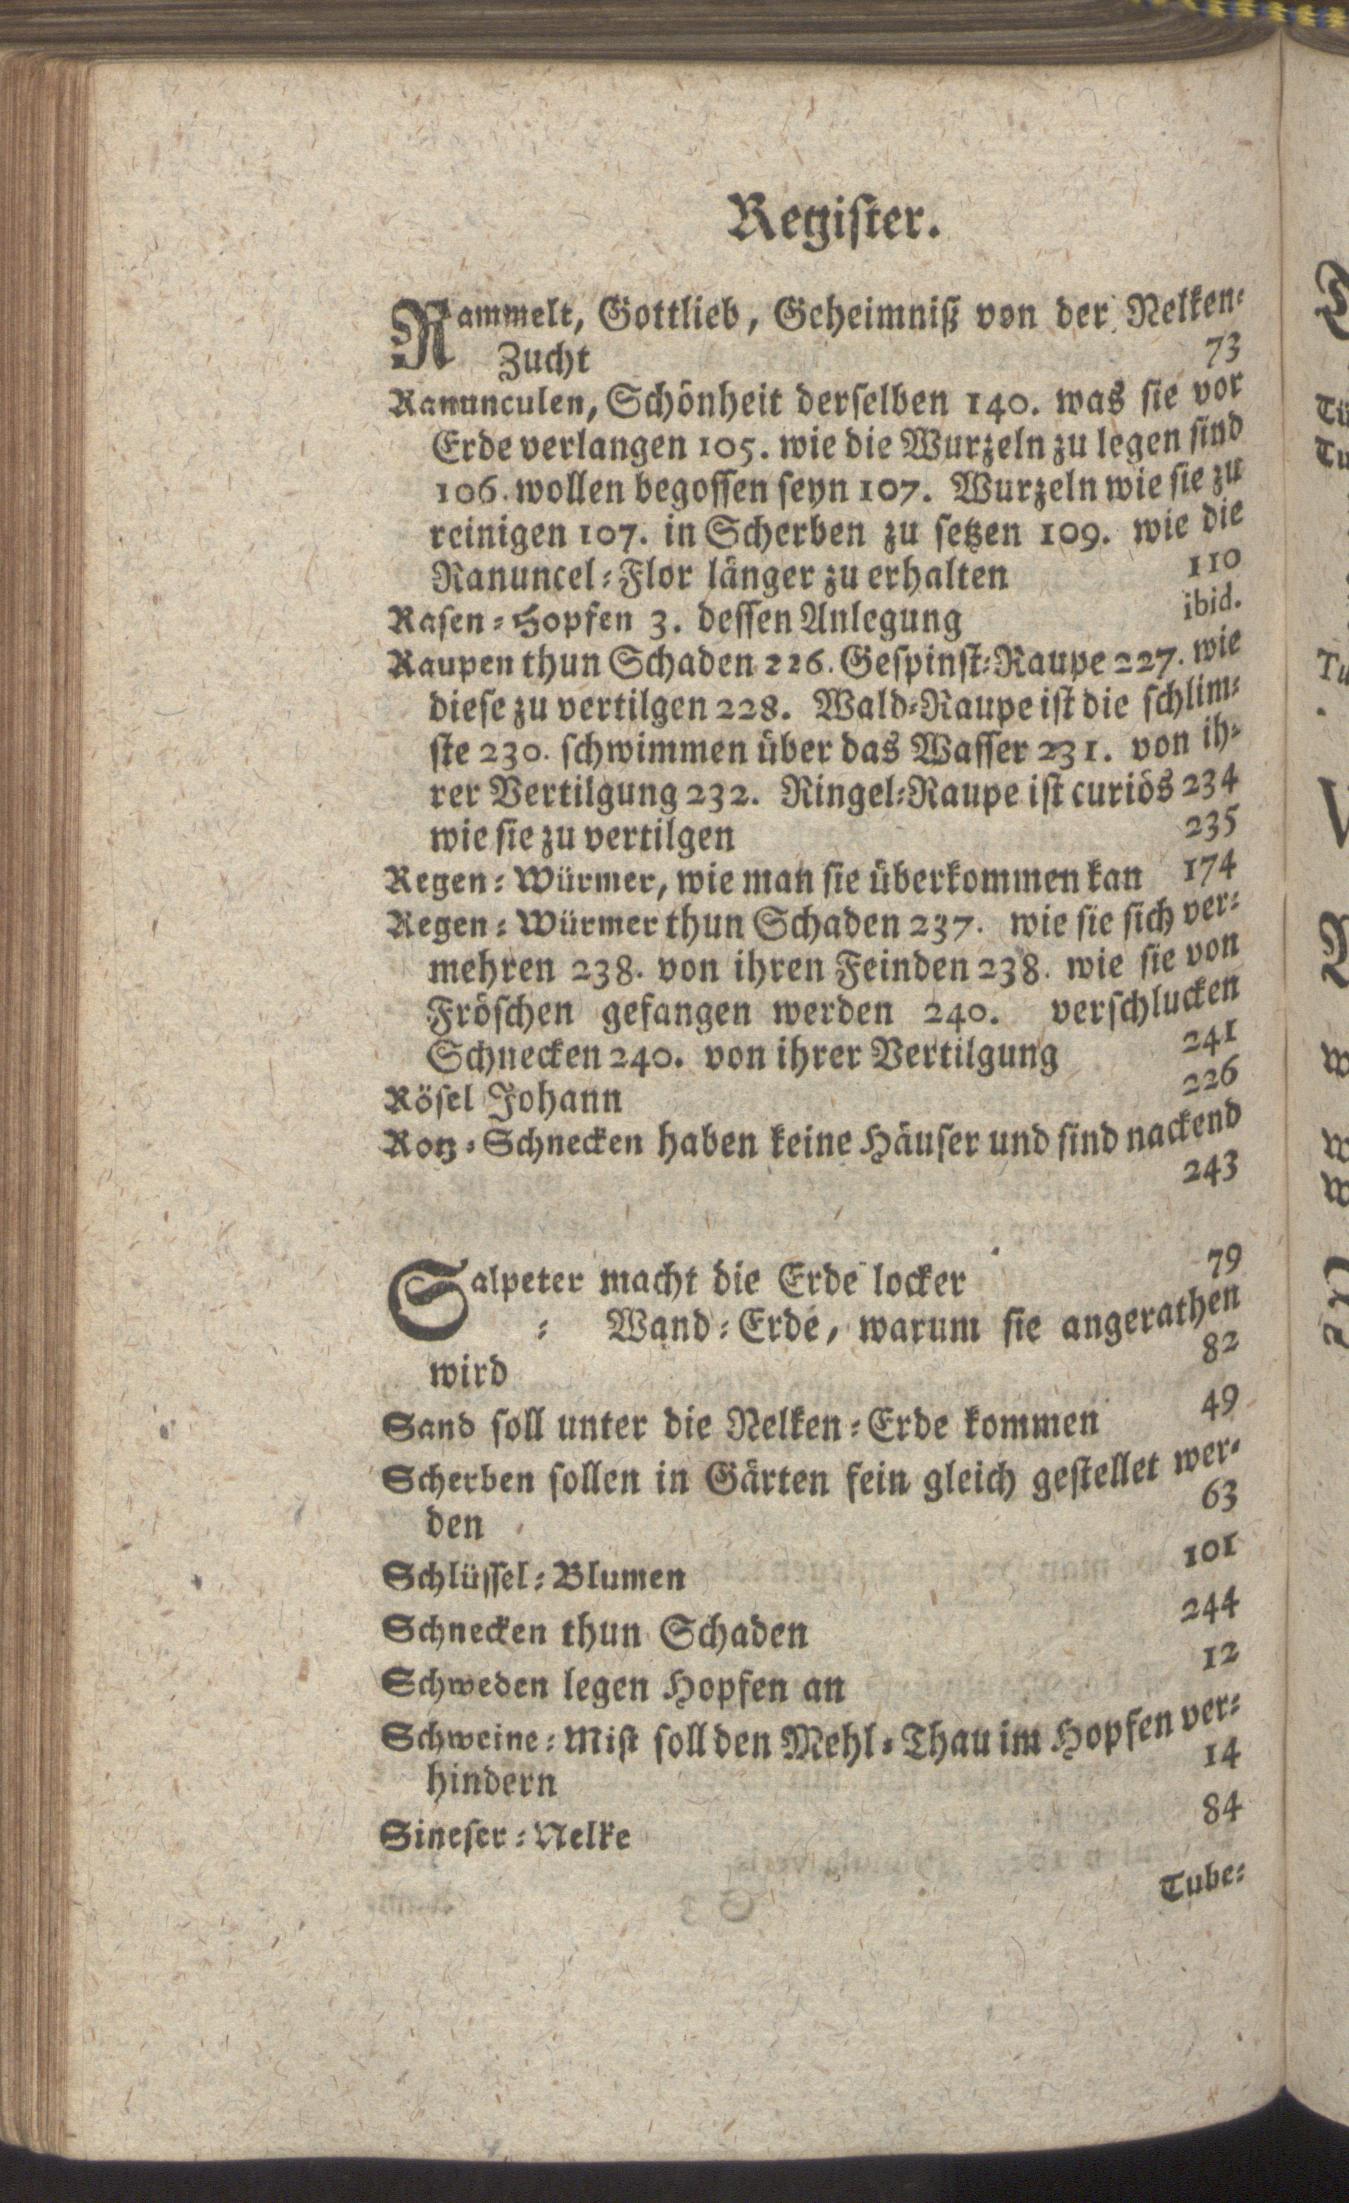 Register.
Rammelt, Gottlieb, Geheimniß von der Nelken⸗
Zucht 73
Ranunculen, Schönheit derſelben 140. was ſie vor
Erde verlangen 105. wie die Wurzeln zu legen ſind
106. wollen begoſſen ſeyn 107. Wurzeln wie ſie zu
reinigen 107. in Scherben zu ſetzen 109. wie die
Ranuncel⸗Flor länger zu erhalten 110
Raſen⸗Hopfen 3. deſſen Anlegung ibid.
Raupen thun Schaden 226. Geſpinſt⸗Raupe 227. wie
dieſe zu vertilgen 228. Wald⸗Raupe iſt die ſchlim⸗
ſte 230. ſchwimmen über das Waſſer 231. von ih⸗
rer Vertilgung 232. Ringel⸗Raupe iſt curiös 234
wie ſie zu vertilgen 235
Regen⸗Würmer, wie man ſie überkommen kan 174
Regen⸗Würmer thun Schaden 237. wie ſie ſich ver⸗
mehren 238. von ihren Feinden 238. wie ſie von
Fröſchen gefangen werden 240. verſchlucken
Schnecken 240. von ihrer Vertilgung 241
Röſel Johann 226
Rotz⸗Schnecken haben keine Häuſer und ſind nackend
243
Salpeter macht die Erde locker 79
⸗ Wand⸗Erde, warum ſie angerathen
wird 82
Sand ſoll unter die Nelken⸗Erde kommen 49
Scherben ſollen in Gärten fein gleich geſtellet wer⸗
den 63
Schlüſſel⸗Blumen 101
Schnecken thun Schaden 244
Schweden legen Hopfen an 12
Schweine⸗Miſt ſoll den Mehl⸗Thau im Hopfen ver⸗
hindern 14
Sineſer⸗Nelke 84
Tube⸗